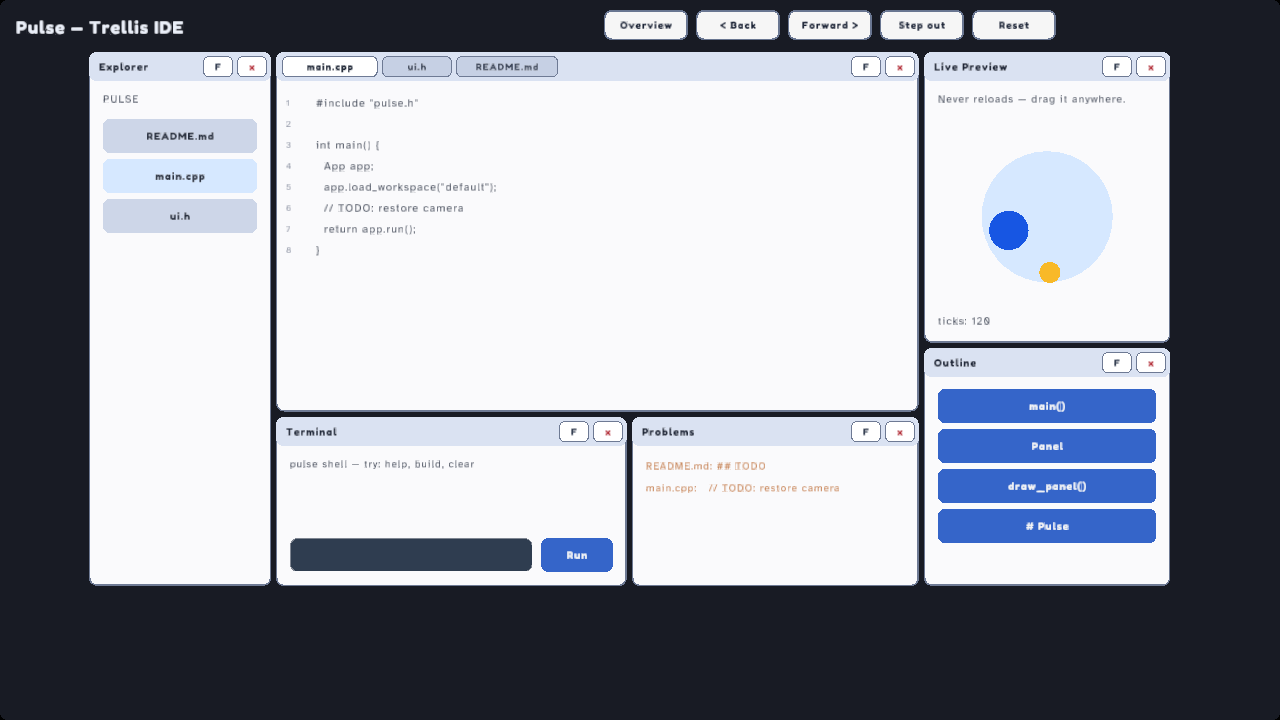 Pulse — Trellis IDE
Overview
< Back
Forward >
Step out
Reset
Explorer
F
×
PULSE
README.md
main.cpp
ui.h
main.cpp
ui.h
README.md
F
×
1 #include "pulse.h"
2
3 int main() {
4 App app;
5 app.load_workspace("default");
6 // TODO: restore camera
7 return app.run();
8 }
Terminal
F
×
pulse shell — try: help, build, clear
Run
Problems
F
×
README.md: ## TODO
main.cpp: // TODO: restore camera
Live Preview
F
×
Never reloads — drag it anywhere.
ticks: 120
Outline
F
×
main()
Panel
draw_panel()
# Pulse